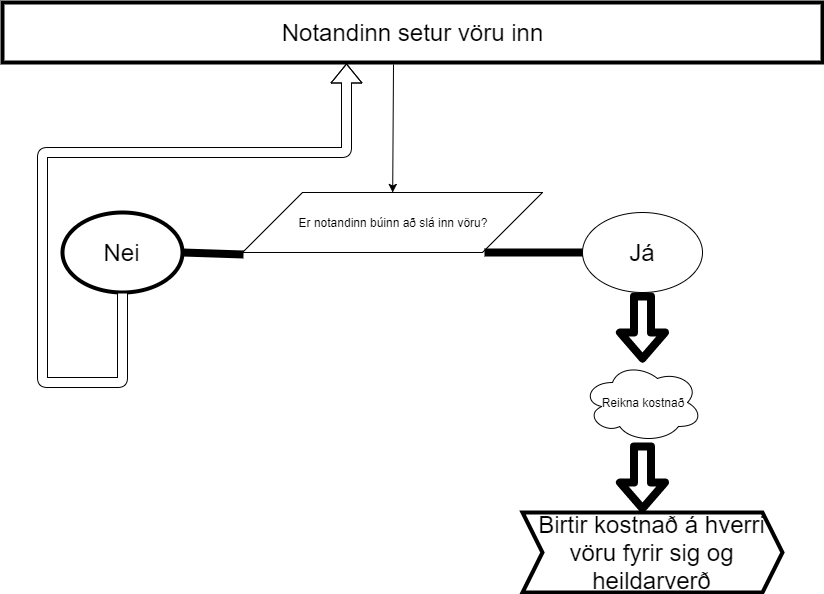 Notandinn setur vöru inn
Er notandinn búinn að slá inn vöru?
Nei
Já
Reikna kostnað
Birtir kostnað á hverri
vöru fyrir sig og
heildarverð